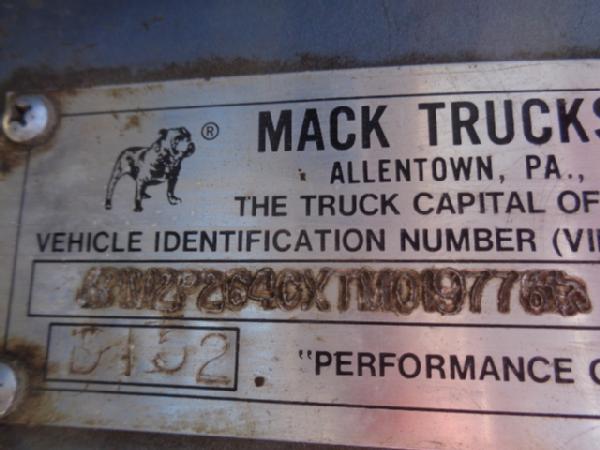 ®
MACK TRUCKS
ALLENTOWN, PA.,
THE TRUCK CAPITAL OF
VEHICLE IDENTIFICATION NUMBER (VI
"PERFORMANCE